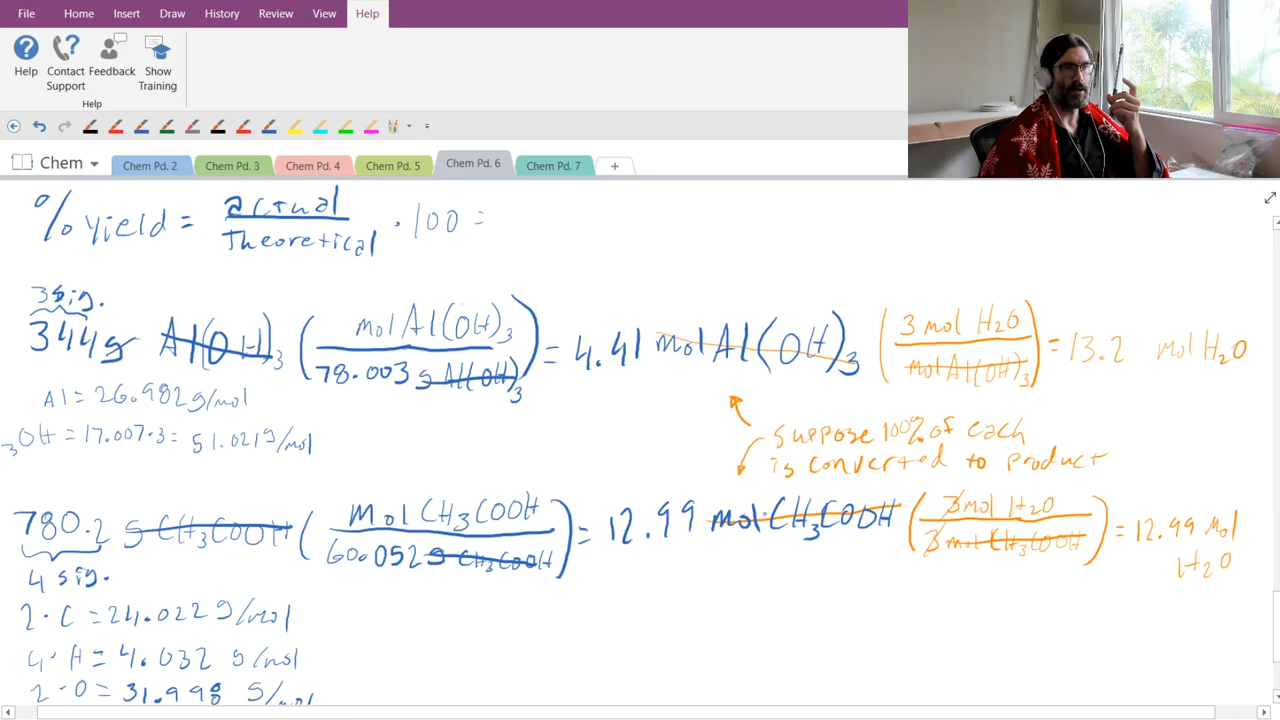 File Home Insert Draw History Review View Help
Help Contact Support Feedback Show Training
Help
Chem Chem Pd. 2 Chem Pd. 3 Chem Pd. 4 Chem Pd. 5 Chem Pd. 6 Chem Pd. 7 +
% yield = actual / Theoretical · 100 =
3 sig.
344g Al(OH)3 (mol Al(OH)3 / 78.003 g Al(OH)3) = 4.41 mol Al(OH)3 (3 mol H2O / mol Al(OH)3) = 13.2 mol H2O
Al = 26.982 g/mol
3OH = 17.007·3 = 51.021 g/mol
suppose 100% of each
is converted to product
780.2 g CH3COOH (mol CH3COOH / 60.052 g CH3COOH) = 12.99 mol CH3COOH (3 mol H2O / 3 mol CH3COOH) = 12.99 mol
H2O
4 sig.
2·C = 24.022 g/mol
4·H = 4.032 g/mol
2·O = 31.998 g/mol